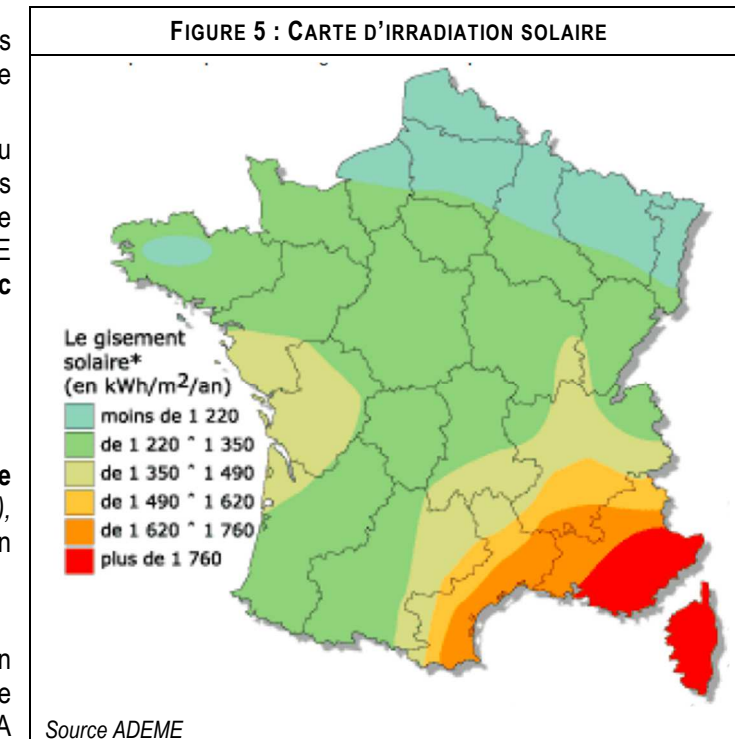 s
e
u
s
e
E
c
e
),
n
n
e
A
FIGURE 5 : CARTE D'IRRADIATION SOLAIRE
Le gisement
solaire*
(en kWh/m²/an)
moins de 1 220
de 1 220 ^ 1 350
de 1 350 ^ 1 490
de 1 490 ^ 1 620
de 1 620 ^ 1 760
plus de 1 760
Source ADEME